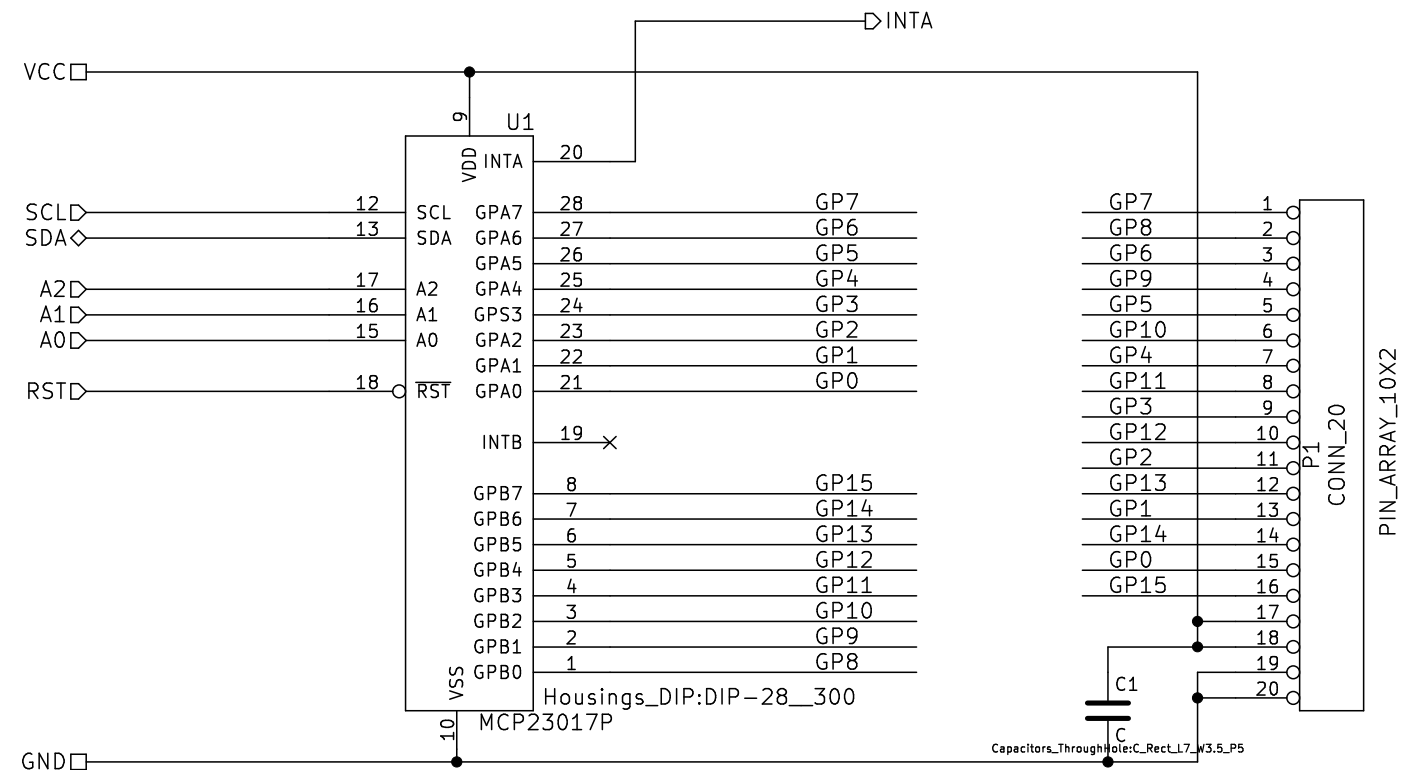 INTA
VCC
9
U1
VDD
INTA 20
SCL 12 SCL GPA7 28 GP7 GP7 1
SDA 13 SDA GPA6 27 GP6 GP8 2
GPA5 26 GP5 GP6 3
A2 17 A2 GPA4 25 GP4 GP9 4
A1 16 A1 GPS3 24 GP3 GP5 5
A0 15 A0 GPA2 23 GP2 GP10 6
GPA1 22 GP1 GP4 7
RST 18 RST GPA0 21 GP0 GP11 8
GP3 9
INTB 19 GP12 10
GP2 11
GPB7 8 GP15 GP13 12
GPB6 7 GP14 GP1 13
GPB5 6 GP13 GP14 14
GPB4 5 GP12 GP0 15
GPB3 4 GP11 GP15 16
GPB2 3 GP10 17
GPB1 2 GP9 18
GPB0 1 GP8 19
20
P1
CONN_20
PIN_ARRAY_10X2
VSS
10
Housings_DIP:DIP-28__300
MCP23017P
C1
C
Capacitors_ThroughHole:C_Rect_L7_W3.5_P5
GND